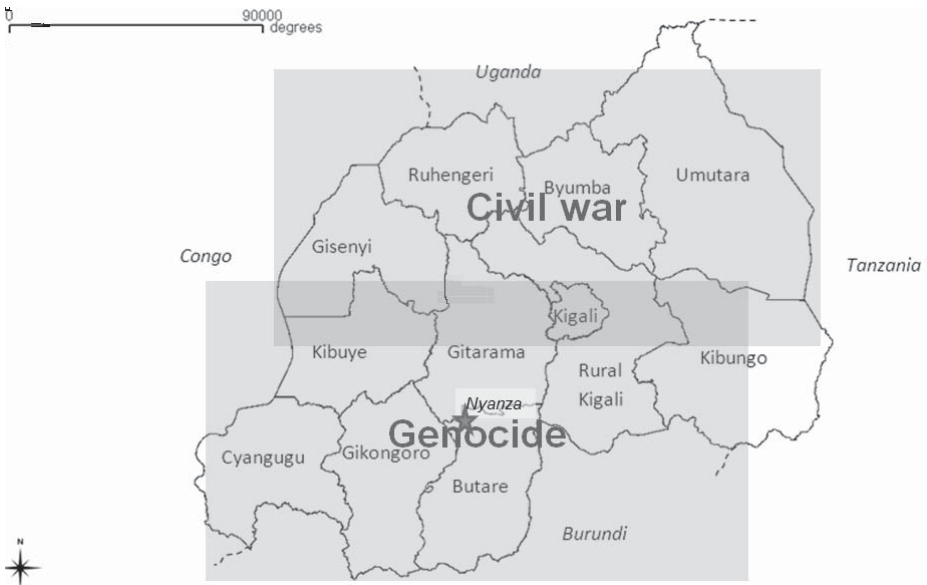 0 90000
degrees
Uganda
Ruhengeri
Byumba
Umutara
Civil war
Gisenyi
Congo
Tanzania
Kigali
Kibuye
Gitarama
Kibungo
Rural
Kigali
Nyanza
Genocide
Gikongoro
Cyangugu
Butare
Burundi
N